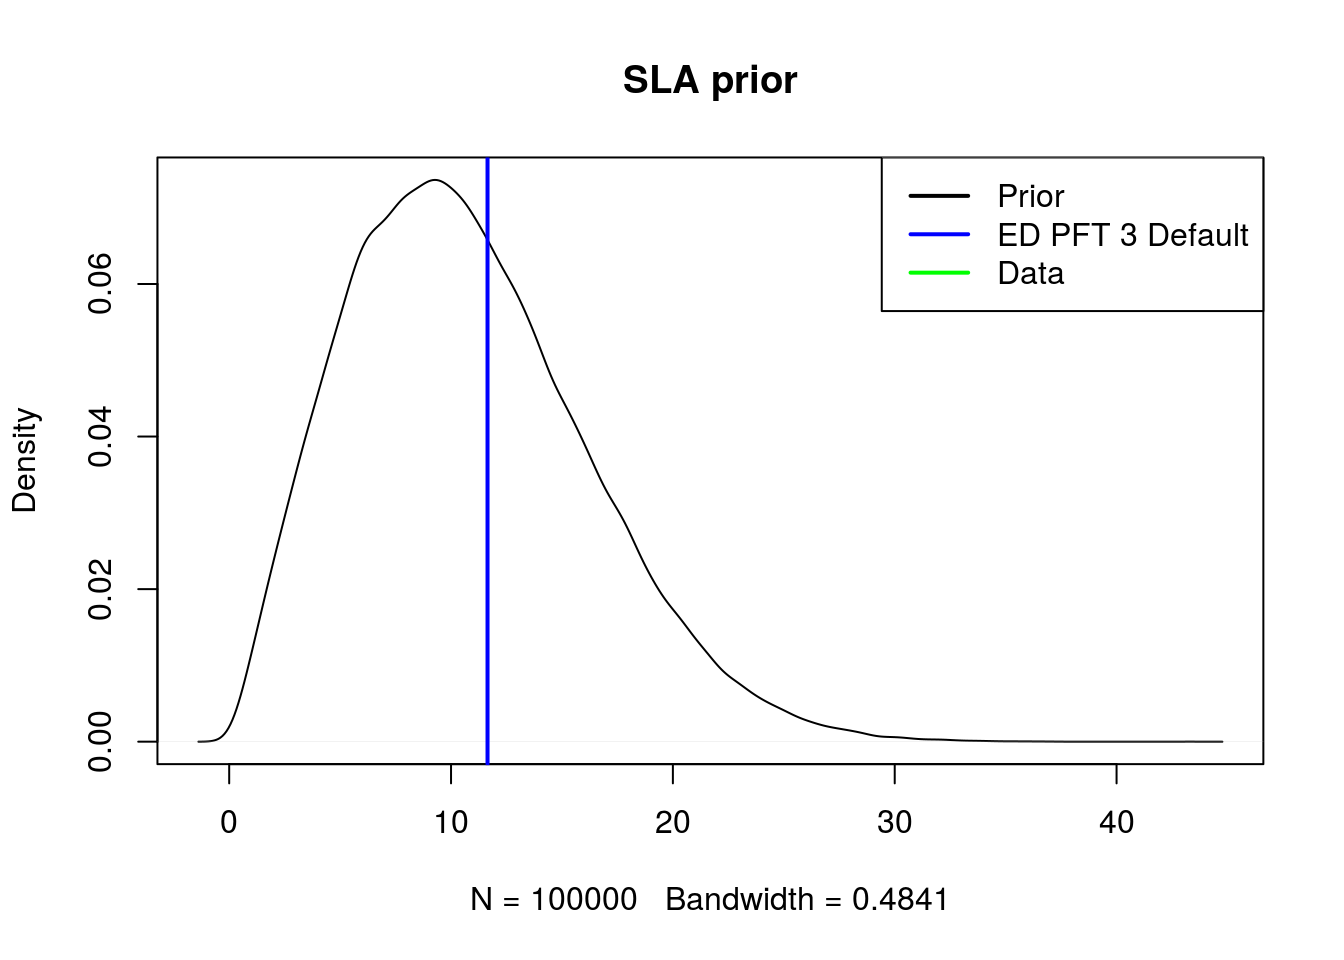 SLA prior
Prior
ED PFT 3 Default
Data
Density
0.06
0.04
0.02
0.00
0 10 20 30 40
N = 100000 Bandwidth = 0.4841